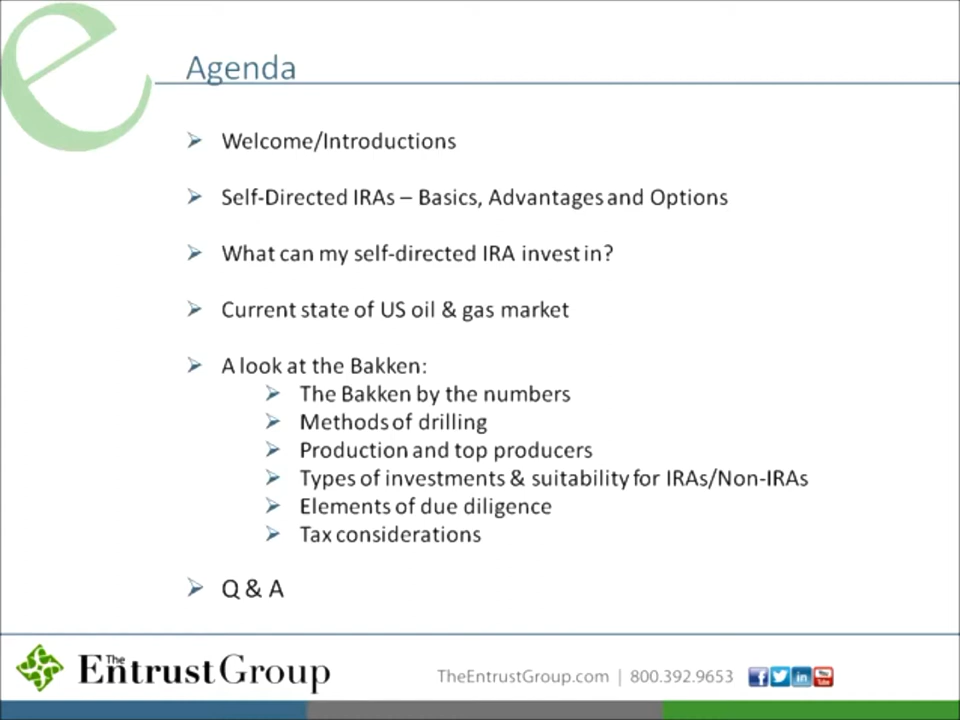 Agenda
Welcome/Introductions
Self-Directed IRAs – Basics, Advantages and Options
What can my self-directed IRA invest in?
Current state of US oil & gas market
A look at the Bakken:
The Bakken by the numbers
Methods of drilling
Production and top producers
Types of investments & suitability for IRAs/Non-IRAs
Elements of due diligence
Tax considerations
Q & A
The Entrust Group
TheEntrustGroup.com | 800.392.9653